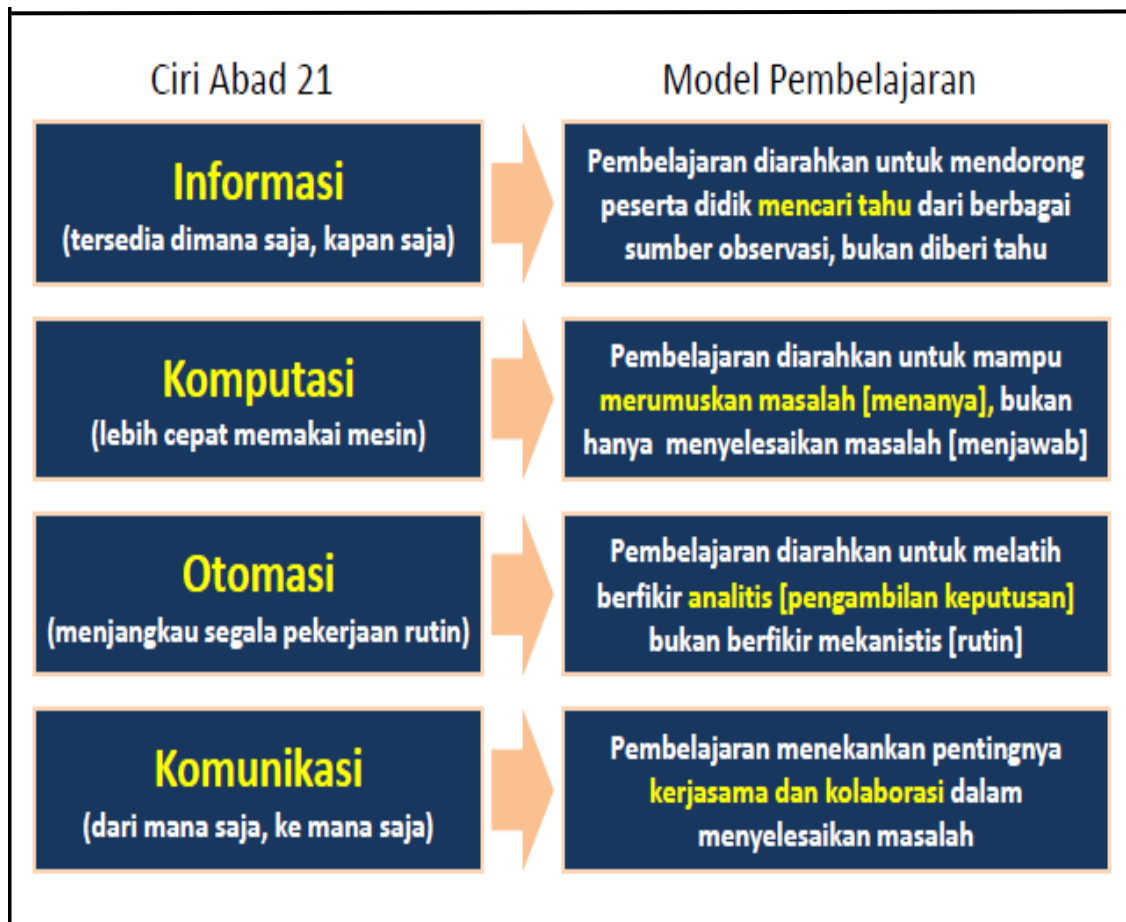 Ciri Abad 21
Model Pembelajaran
Informasi
(tersedia dimana saja, kapan saja)
Pembelajaran diarahkan untuk mendorong
peserta didik mencari tahu dari berbagai
sumber observasi, bukan diberi tahu
Komputasi
(lebih cepat memakai mesin)
Pembelajaran diarahkan untuk mampu
merumuskan masalah [menanya], bukan
hanya menyelesaikan masalah [menjawab]
Otomasi
(menjangkau segala pekerjaan rutin)
Pembelajaran diarahkan untuk melatih
berfikir analitis [pengambilan keputusan]
bukan berfikir mekanistis [rutin]
Komunikasi
(dari mana saja, ke mana saja)
Pembelajaran menekankan pentingnya
kerjasama dan kolaborasi dalam
menyelesaikan masalah